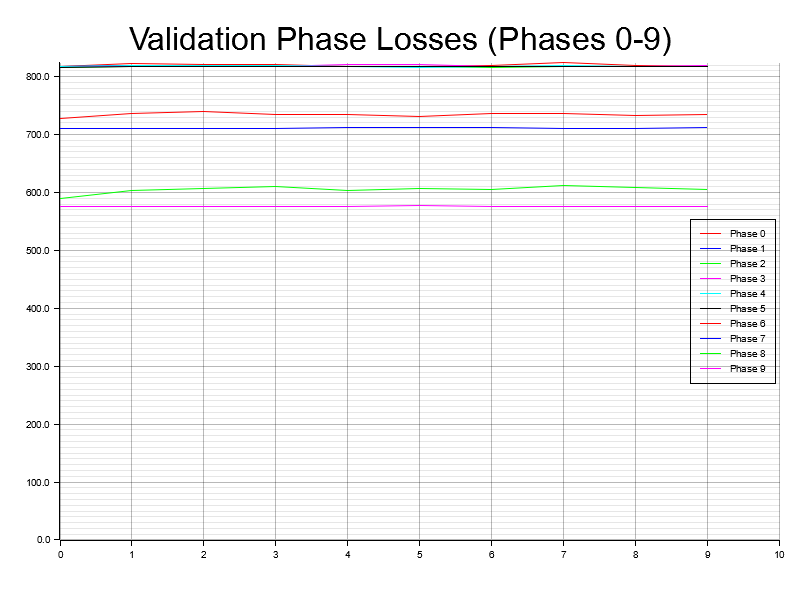 Validation Phase Losses (Phases 0-9)
800.0
700.0
600.0
500.0
400.0
300.0
200.0
100.0
0.0
0 1 2 3 4 5 6 7 8 9 10
Phase 0
Phase 1
Phase 2
Phase 3
Phase 4
Phase 5
Phase 6
Phase 7
Phase 8
Phase 9